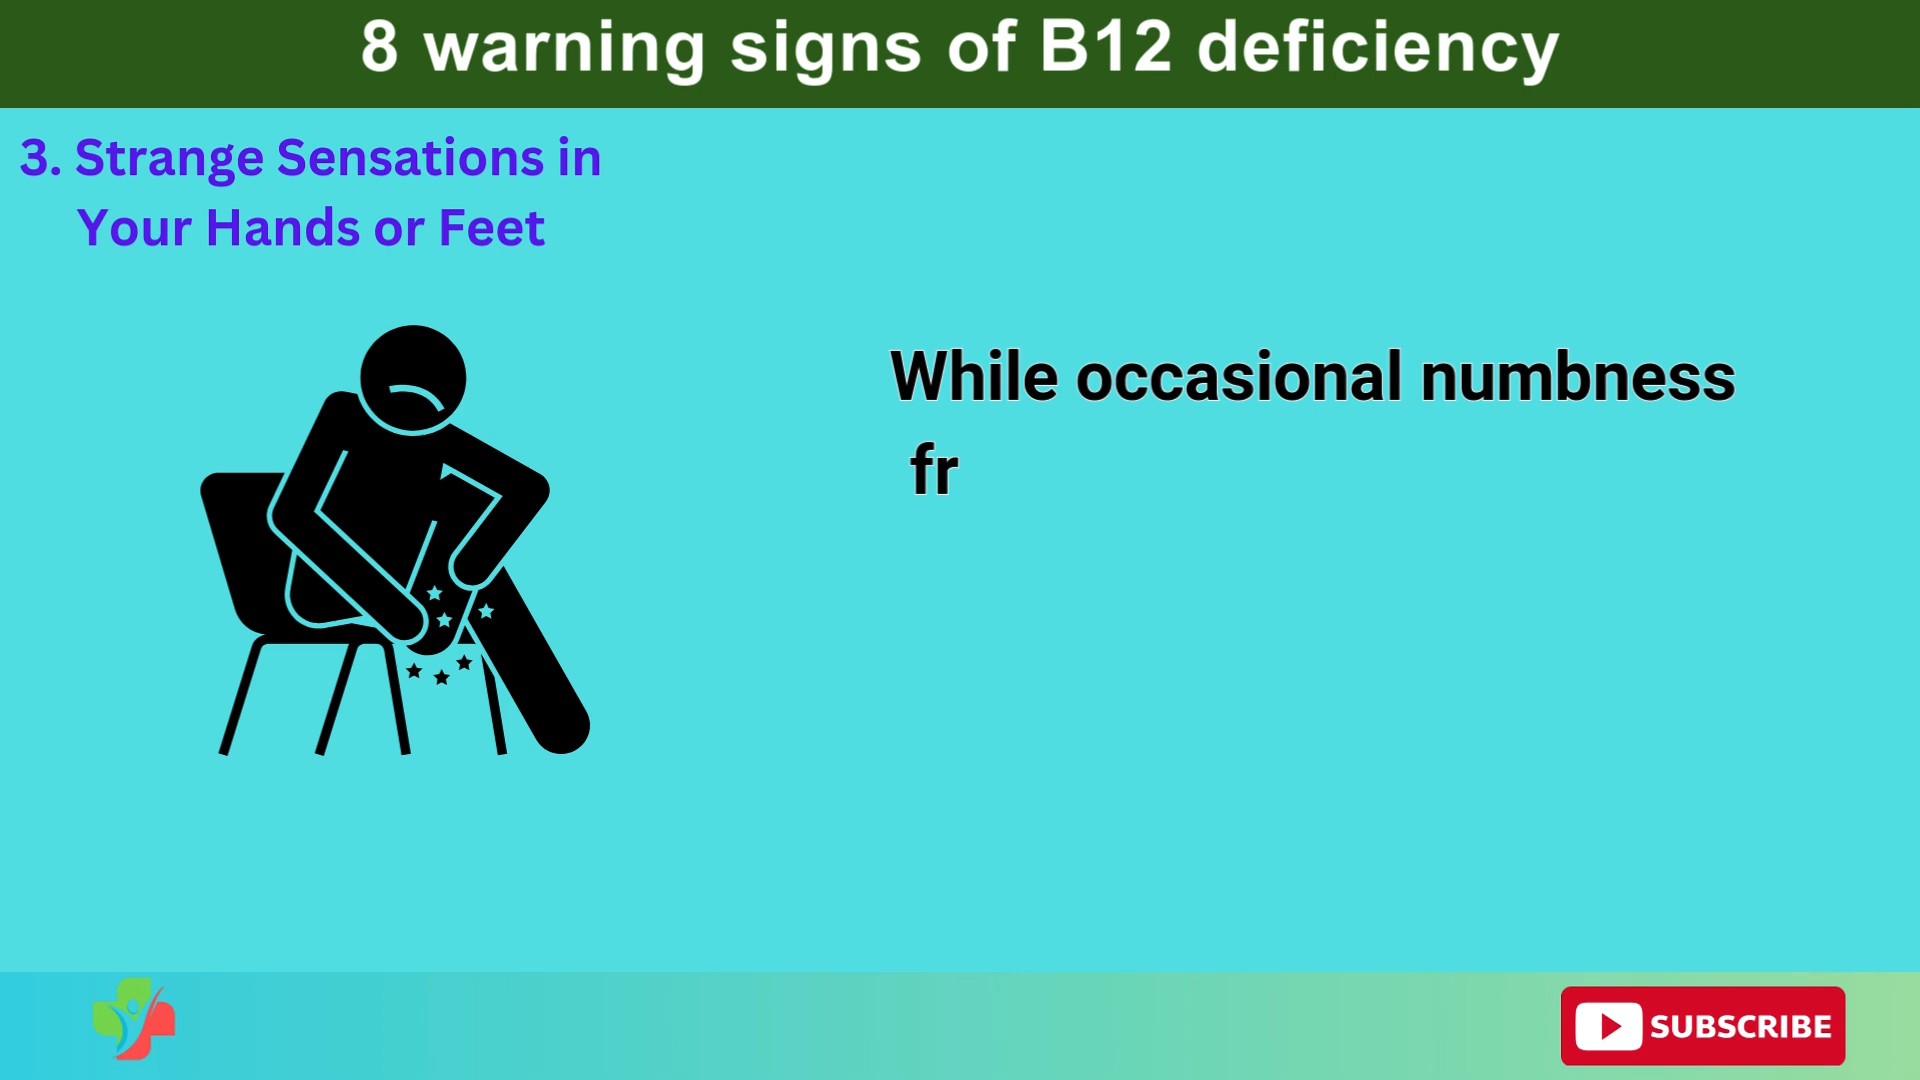 8 warning signs of B12 deficiency
3. Strange Sensations in
Your Hands or Feet
While occasional numbness
fr
SUBSCRIBE